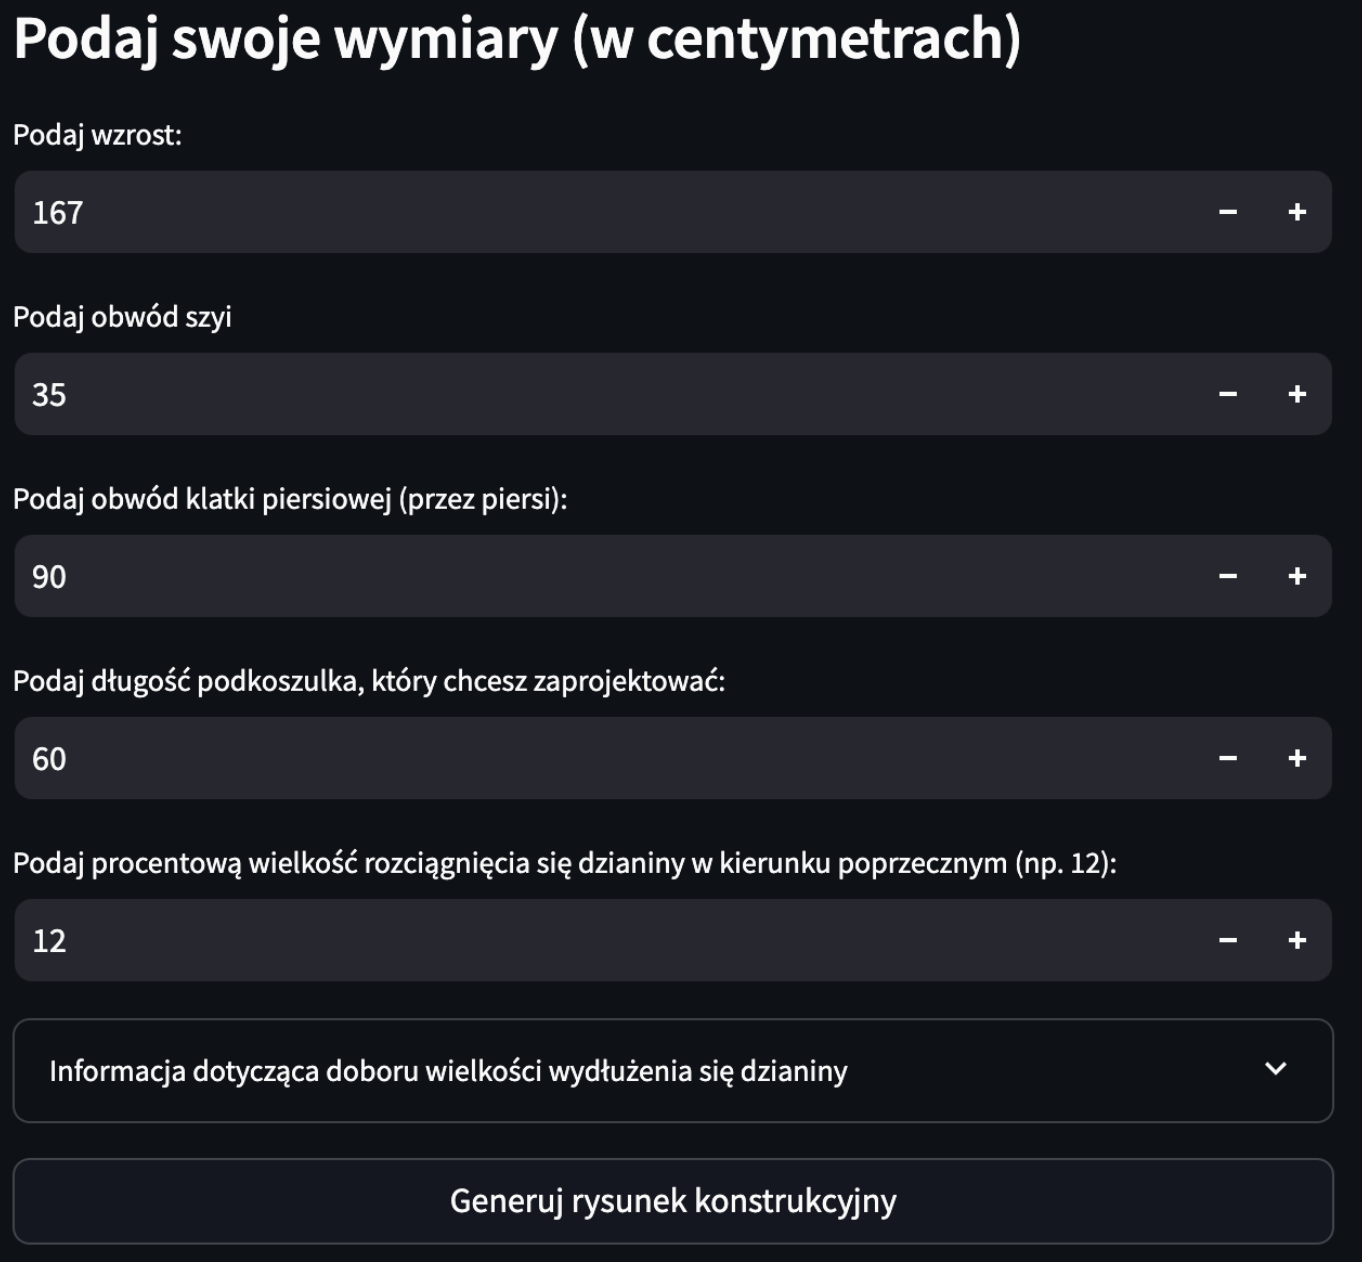 Podaj swoje wymiary (w centymetrach)
Podaj wzrost:
167
Podaj obwód szyi
35
Podaj obwód klatki piersiowej (przez piersi):
90
Podaj długość podkoszulka, który chcesz zaprojektować:
60
Podaj procentową wielkość rozciągnięcia się dzianiny w kierunku poprzecznym (np. 12):
12
Informacja dotycząca doboru wielkości wydłużenia się dzianiny
Generuj rysunek konstrukcyjny